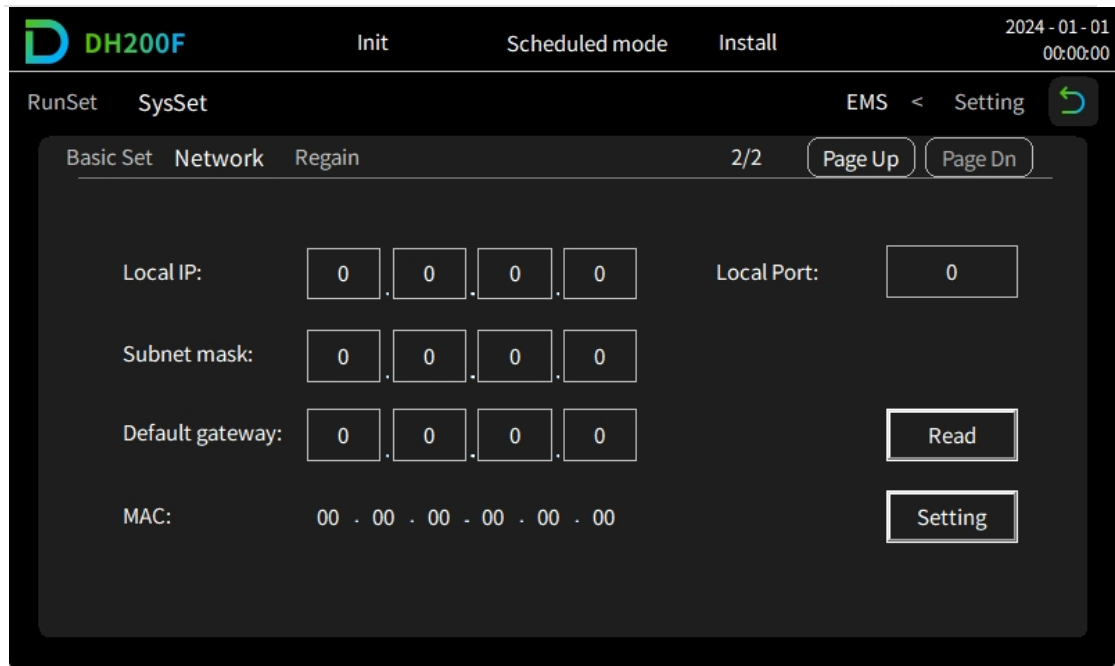 DH200F Init Scheduled mode Install 2024 - 01 - 01
00:00:00
RunSet SysSet EMS < Setting
Basic Set Network Regain 2/2 Page Up Page Dn
Local IP: 0 . 0 . 0 . 0 Local Port: 0
Subnet mask: 0 . 0 . 0 . 0
Default gateway: 0 . 0 . 0 . 0 Read
MAC: 00 . 00 . 00 . 00 . 00 . 00 Setting